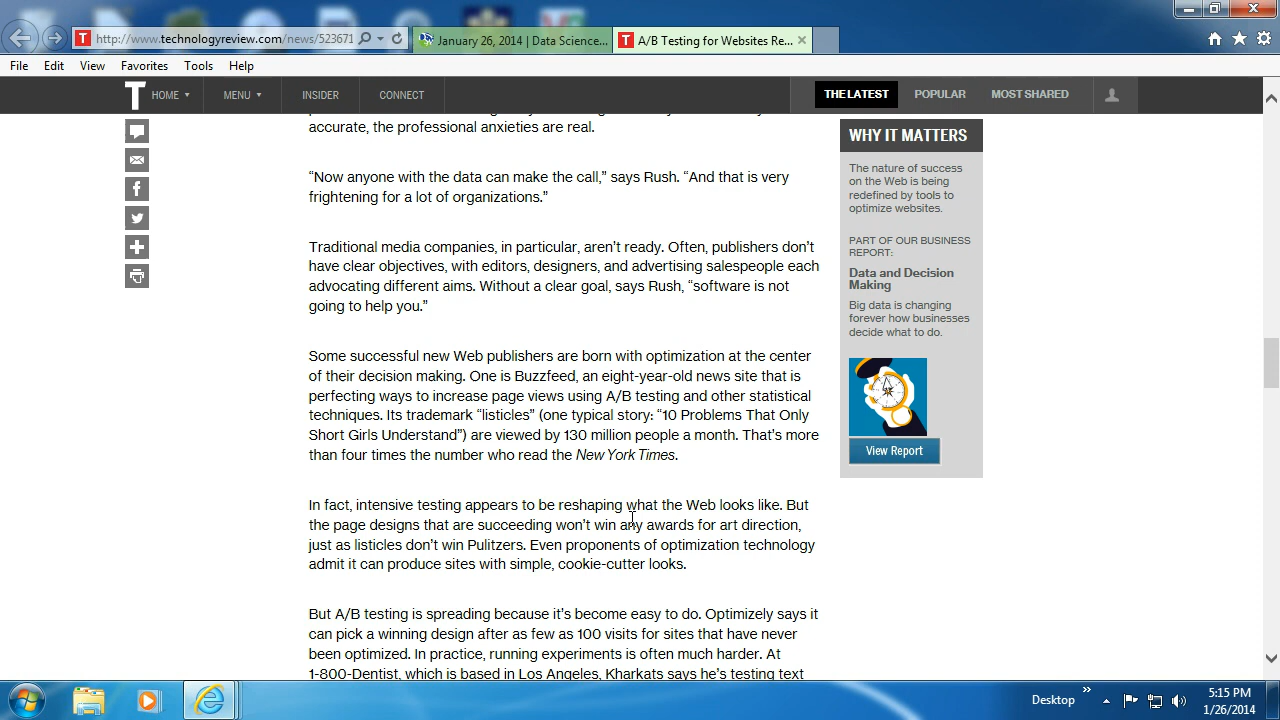 http://www.technologyreview.com/news/523671
January 26, 2014 | Data Science...
A/B Testing for Websites Re...
File Edit View Favorites Tools Help
T HOME MENU INSIDER CONNECT THE LATEST POPULAR MOST SHARED
accurate, the professional anxieties are real.
“Now anyone with the data can make the call,” says Rush. “And that is very
frightening for a lot of organizations.”
Traditional media companies, in particular, aren’t ready. Often, publishers don’t
have clear objectives, with editors, designers, and advertising salespeople each
advocating different aims. Without a clear goal, says Rush, “software is not
going to help you.”
Some successful new Web publishers are born with optimization at the center
of their decision making. One is Buzzfeed, an eight-year-old news site that is
perfecting ways to increase page views using A/B testing and other statistical
techniques. Its trademark “listicles” (one typical story: “10 Problems That Only
Short Girls Understand”) are viewed by 130 million people a month. That’s more
than four times the number who read the New York Times.
In fact, intensive testing appears to be reshaping what the Web looks like. But
the page designs that are succeeding won’t win any awards for art direction,
just as listicles don’t win Pulitzers. Even proponents of optimization technology
admit it can produce sites with simple, cookie-cutter looks.
But A/B testing is spreading because it’s become easy to do. Optimizely says it
can pick a winning design after as few as 100 visits for sites that have never
been optimized. In practice, running experiments is often much harder. At
1-800-Dentist, which is based in Los Angeles, Kharkats says he’s testing text
WHY IT MATTERS
The nature of success
on the Web is being
redefined by tools to
optimize websites.
PART OF OUR BUSINESS
REPORT:
Data and Decision
Making
Big data is changing
forever how businesses
decide what to do.
View Report
Desktop
5:15 PM
1/26/2014